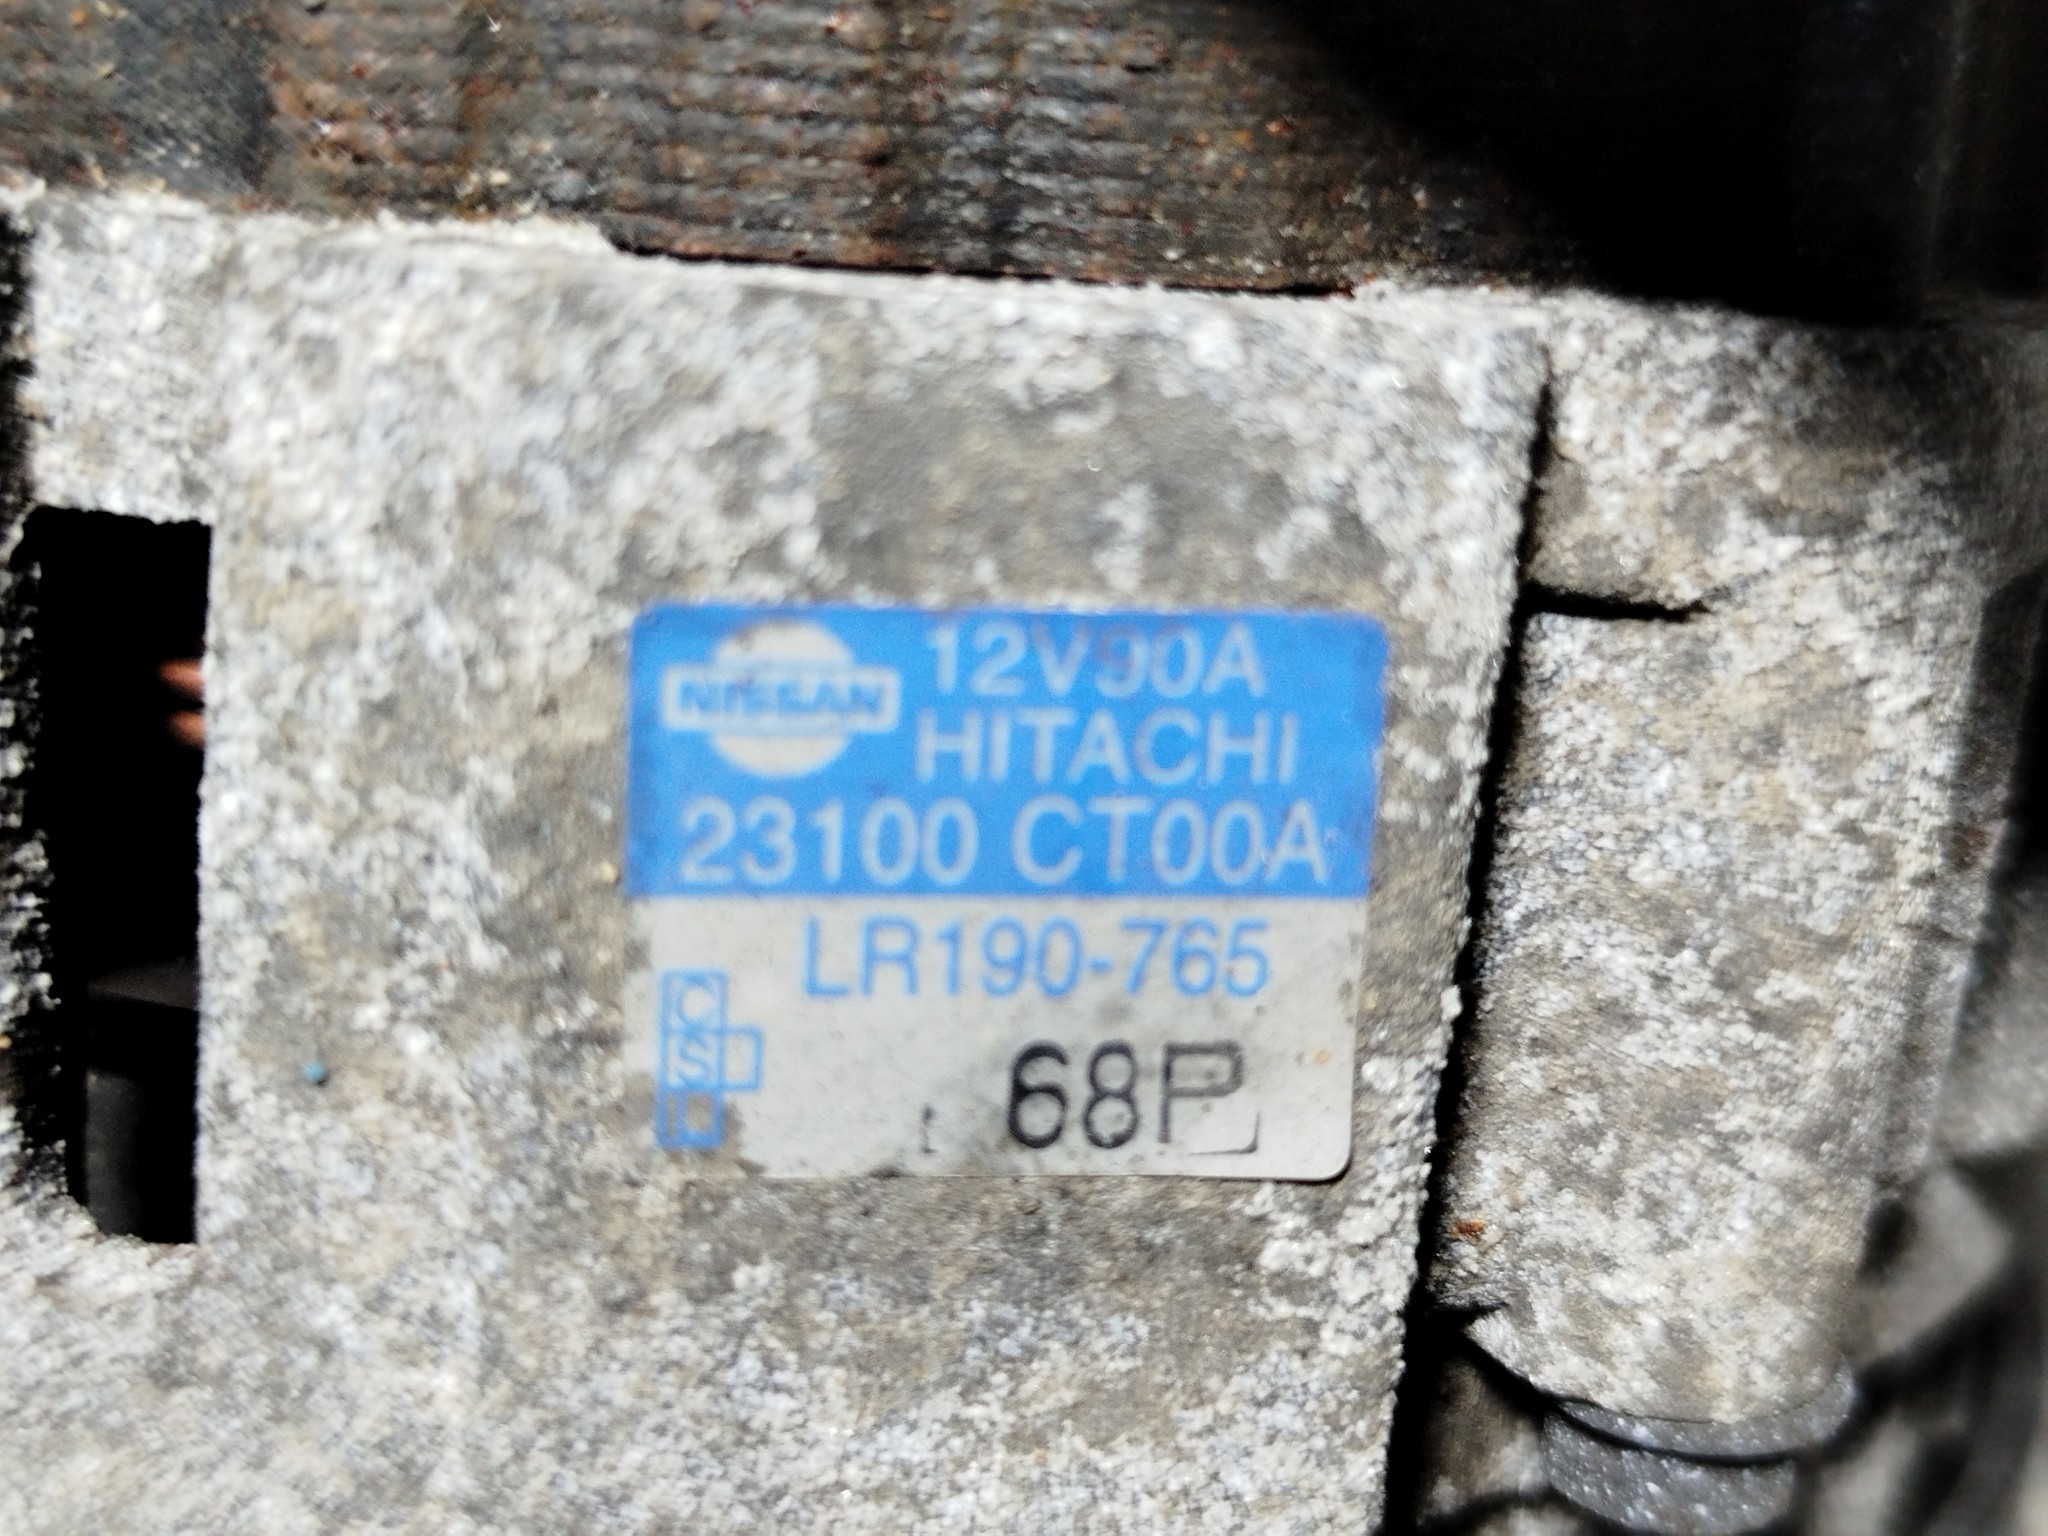 NISSAN
12V90A
HITACHI
23100 CT00A
LR190-765
C
S
L
68P